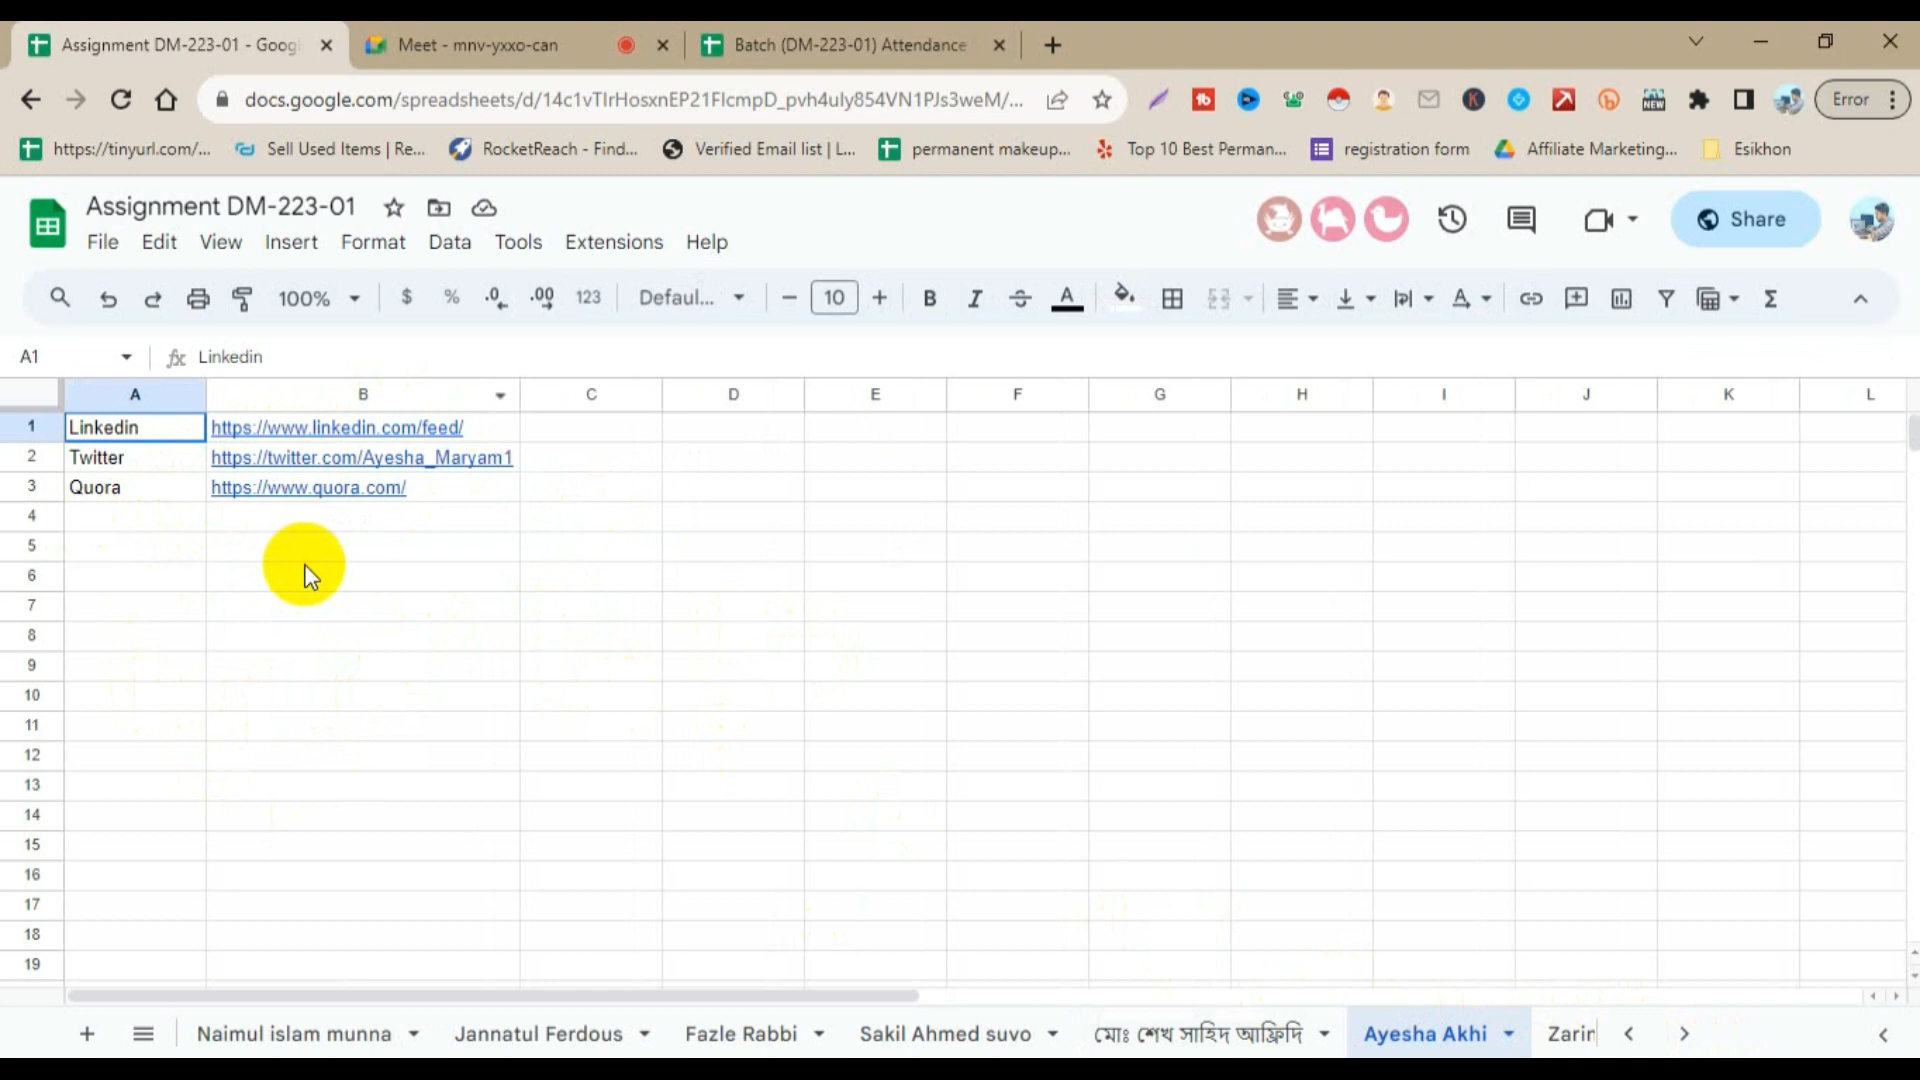 Assignment DM-223-01 - Goog
Meet - mnv-yxxo-can
Batch (DM-223-01) Attendance
docs.google.com/spreadsheets/d/14c1vTIrHosxnEP21FIcmpD_pvh4uIy854VN1PJs3weM/...
Error
https://tinyurl.com/...
Sell Used Items | Re...
RocketReach - Find...
Verified Email list | L...
permanent makeup...
Top 10 Best Perman...
registration form
Affiliate Marketing...
Esikhon
Assignment DM-223-01
Share
File Edit View Insert Format Data Tools Extensions Help
100% $ % .0 .00 123 Defaul... 10 B I A
A1 fx Linkedin
A B C D E F G H I J K L
1 Linkedin https://www.linkedin.com/feed/
2 Twitter https://twitter.com/Ayesha_Maryam1
3 Quora https://www.quora.com/
4
5
6
7
8
9
10
11
12
13
14
15
16
17
18
19
Naimul islam munna Jannatul Ferdous Fazle Rabbi Sakil Ahmed suvo মোঃ শেখ সাহিদ আফ্রিদি Ayesha Akhi Zarin